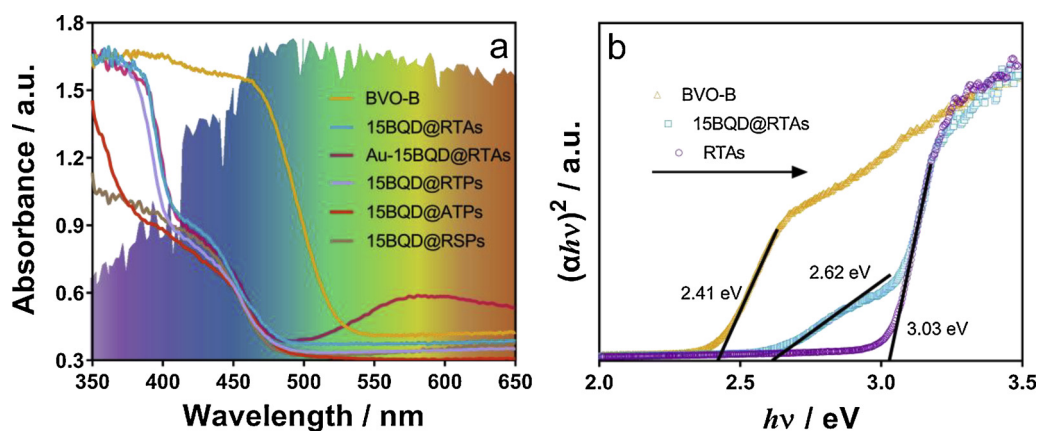 a
Absorbance / a.u.
1.8
1.5
1.2
0.9
0.6
0.3
BVO-B
15BQD@RTAs
Au-15BQD@RTAs
15BQD@RTPs
15BQD@ATPs
15BQD@RSPs
350 400 450 500 550 600 650
Wavelength / nm
b
(αhν)² / a.u.
BVO-B
15BQD@RTAs
RTAs
2.41 eV
2.62 eV
3.03 eV
2.0 2.5 3.0 3.5
hν / eV